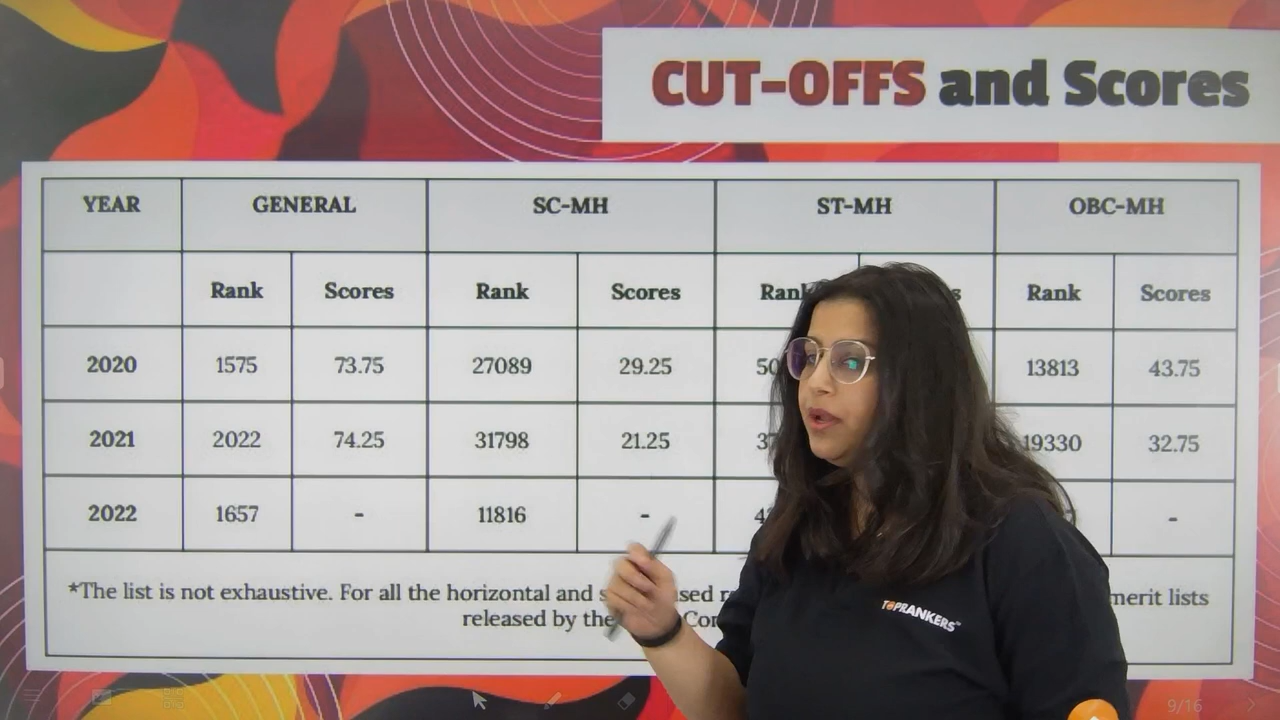 CUT-OFFS and Scores
YEAR GENERAL SC-MH ST-MH OBC-MH
Rank Scores Rank Scores Rank Rank Scores
2020 1575 73.75 27089 29.25 13813 43.75
2021 2022 74.25 31798 21.25 19330 32.75
2022 1657 - 11816 - -
*The list is not exhaustive. For all the horizontal and merit lists
released by the
TOPRANKERS
9/16